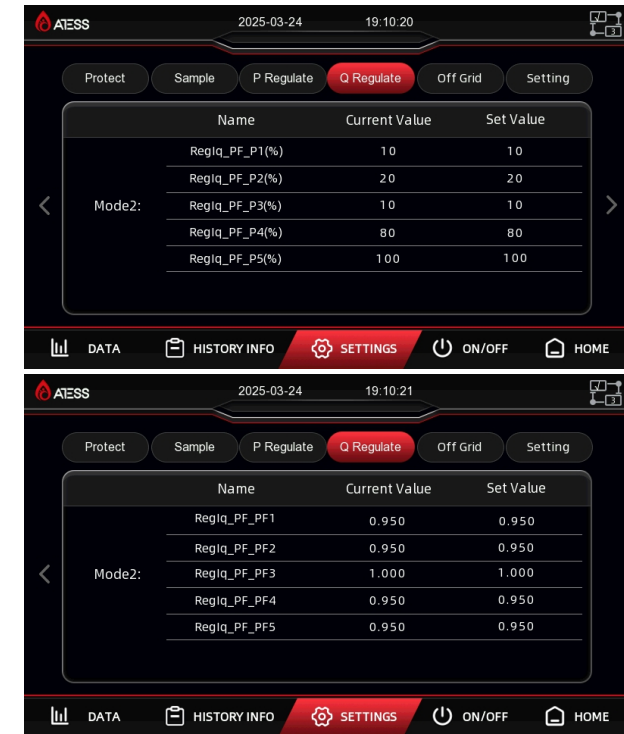 ATESS 2025-03-24 19:10:20 3
Protect Sample P Regulate Q Regulate Off Grid Setting
Name Current Value Set Value
RegIq_PF_P1(%) 10 10
RegIq_PF_P2(%) 20 20
Mode2: RegIq_PF_P3(%) 10 10
RegIq_PF_P4(%) 80 80
RegIq_PF_P5(%) 100 100
DATA HISTORY INFO SETTINGS ON/OFF HOME
ATESS 2025-03-24 19:10:21 3
Protect Sample P Regulate Q Regulate Off Grid Setting
Name Current Value Set Value
RegIq_PF_PF1 0.950 0.950
RegIq_PF_PF2 0.950 0.950
Mode2: RegIq_PF_PF3 1.000 1.000
RegIq_PF_PF4 0.950 0.950
RegIq_PF_PF5 0.950 0.950
DATA HISTORY INFO SETTINGS ON/OFF HOME